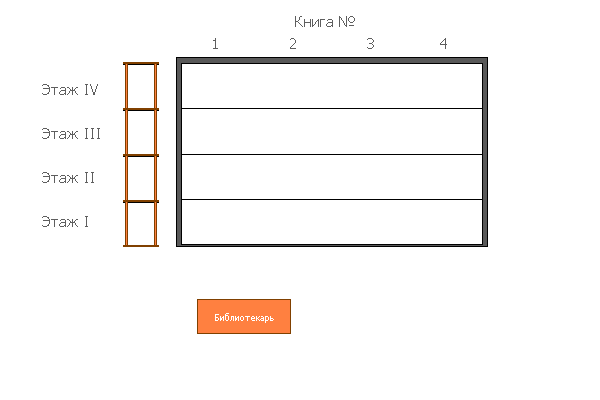 Книга №
1 2 3 4
Этаж IV
Этаж III
Этаж II
Этаж I
Библиотекарь